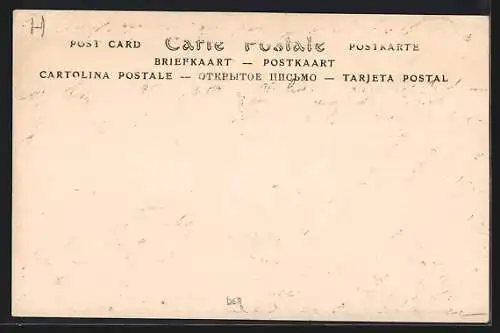 H
POST CARD Carte Postale POSTKARTE
BRIEFKAART — POSTKAART
CARTOLINA POSTALE — ОТКРЫТОЕ ПИСЬМО — TARJETA POSTAL